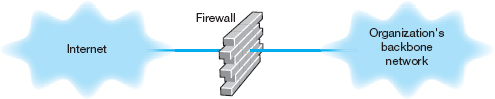 Firewall
Internet
Organization's
backbone
network